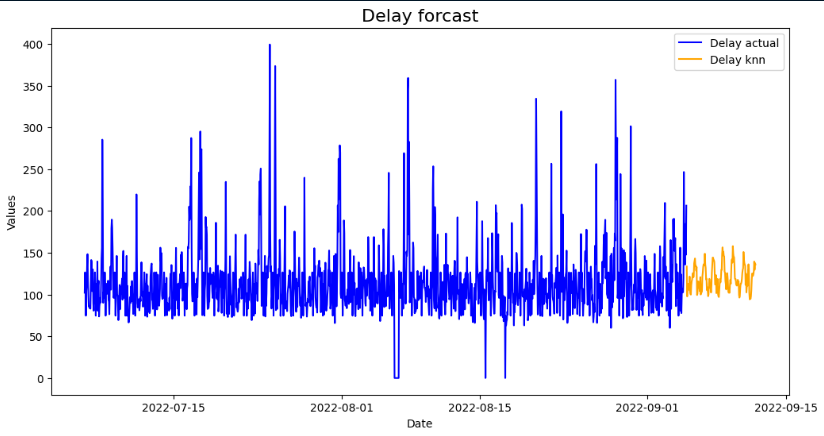 Delay forcast
Delay actual
Delay knn
400
350
300
250
200
150
100
50
0
Values
2022-07-15
2022-08-01
2022-08-15
2022-09-01
2022-09-15
Date